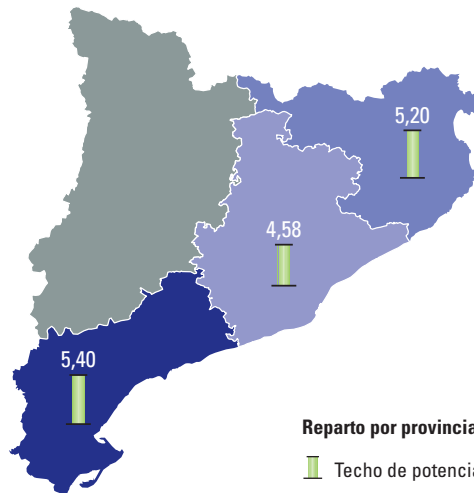 5,20
4,58
5,40
Reparto por provincia
Techo de potencia